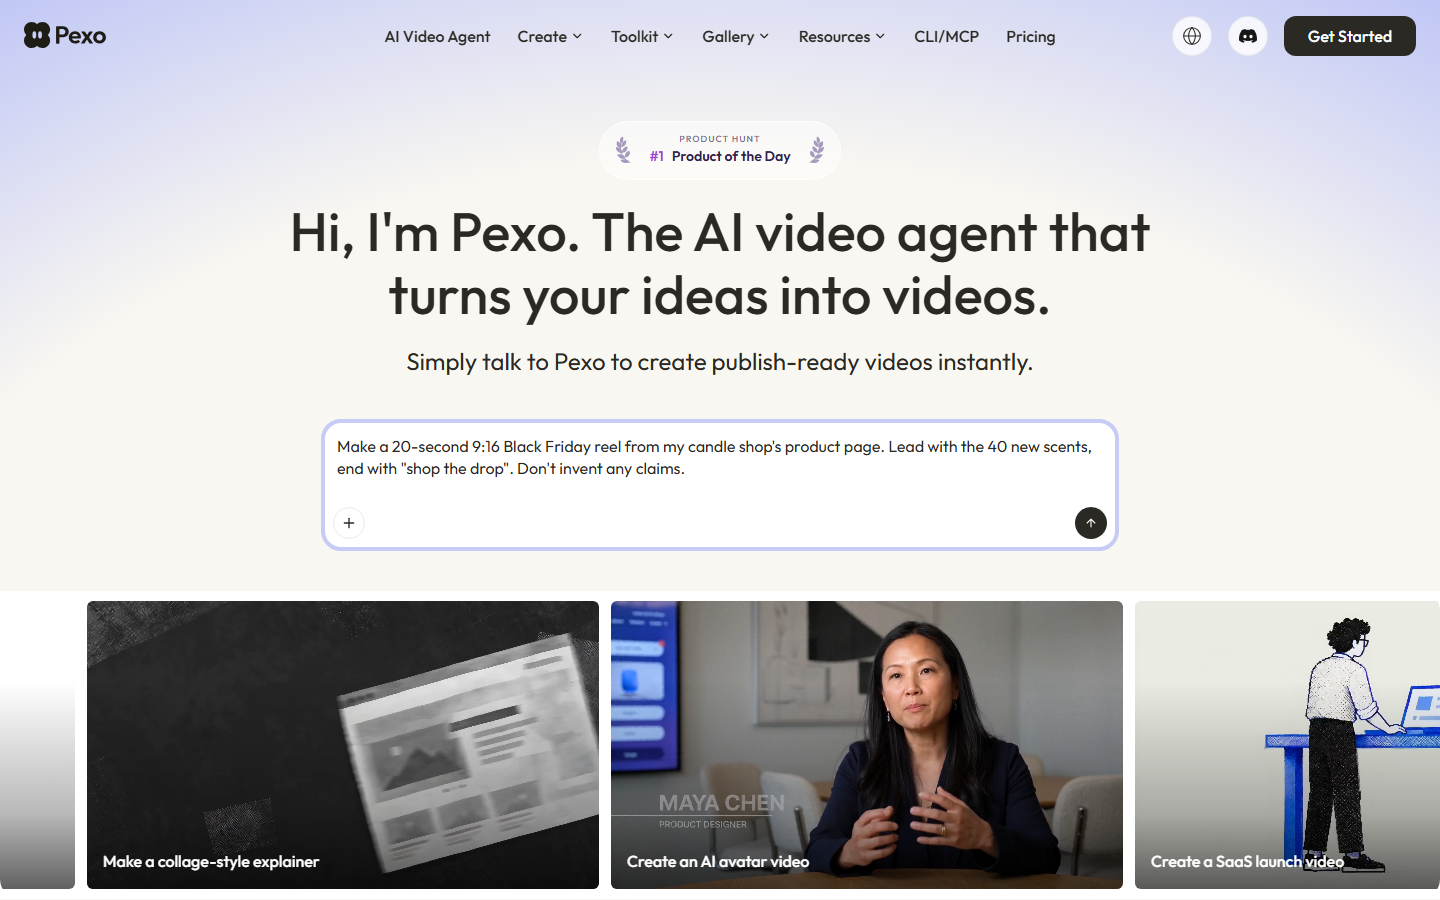 Pexo
AI Video Agent
Create
Toolkit
Gallery
Resources
CLI/MCP
Pricing
Get Started
PRODUCT HUNT
#1 Product of the Day
Hi, I'm Pexo. The AI video agent that
turns your ideas into videos.
Simply talk to Pexo to create publish-ready videos instantly.
Make a 20-second 9:16 Black Friday reel from my candle shop's product page. Lead with the 40 new scents,
end with "shop the drop". Don't invent any claims.
Make a collage-style explainer
MAYA CHEN
PRODUCT DESIGNER
Create an AI avatar video
Create a SaaS launch video